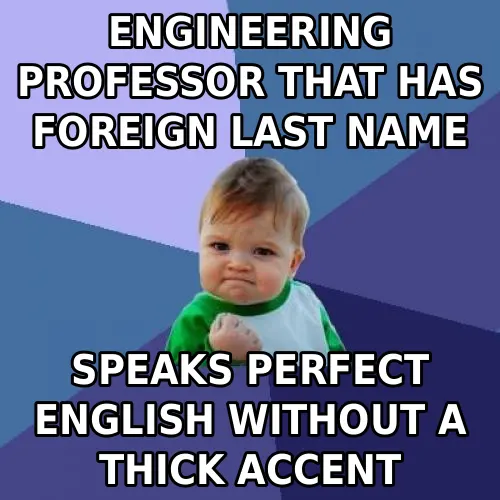 ENGINEERING
PROFESSOR THAT HAS
FOREIGN LAST NAME
SPEAKS PERFECT
ENGLISH WITHOUT A
THICK ACCENT